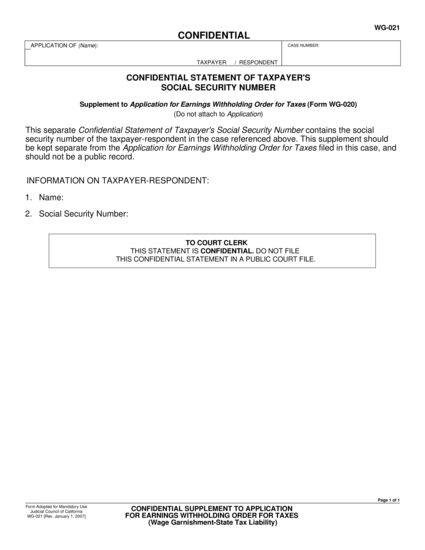 WG-021
CONFIDENTIAL
APPLICATION OF (Name):
CASE NUMBER:
TAXPAYER / RESPONDENT
CONFIDENTIAL STATEMENT OF TAXPAYER'S
SOCIAL SECURITY NUMBER
Supplement to Application for Earnings Withholding Order for Taxes (Form WG-020)
(Do not attach to Application)
This separate Confidential Statement of Taxpayer's Social Security Number contains the social
security number of the taxpayer-respondent in the case referenced above. This supplement should
be kept separate from the Application for Earnings Withholding Order for Taxes filed in this case, and
should not be a public record.
INFORMATION ON TAXPAYER-RESPONDENT:
1. Name:
2. Social Security Number:
TO COURT CLERK
THIS STATEMENT IS CONFIDENTIAL. DO NOT FILE
THIS CONFIDENTIAL STATEMENT IN A PUBLIC COURT FILE.
Page 1 of 1
Form Adopted for Mandatory Use
Judicial Council of California
WG-021 [Rev. January 1, 2007]
CONFIDENTIAL SUPPLEMENT TO APPLICATION
FOR EARNINGS WITHHOLDING ORDER FOR TAXES
(Wage Garnishment-State Tax Liability)